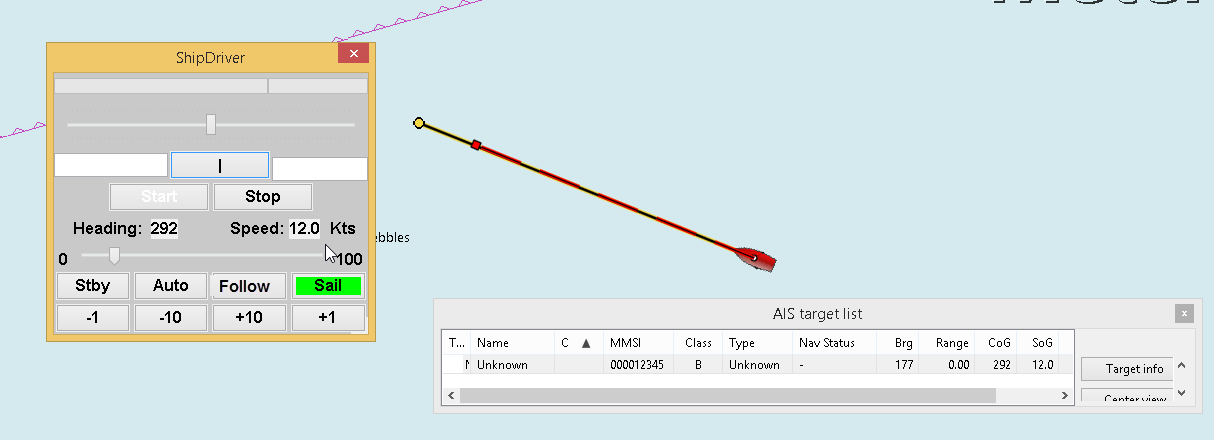 ShipDriver
x
|
Start Stop
Heading: 292 Speed: 12.0 Kts
ebbles
0 100
Stby Auto Follow Sail
-1 -10 +10 +1
AIS target list
x
T... Name C MMSI Class Type Nav Status Brg Range CoG SoG
Unknown 000012345 B Unknown - 177 0.00 292 12.0
Target info
Center view